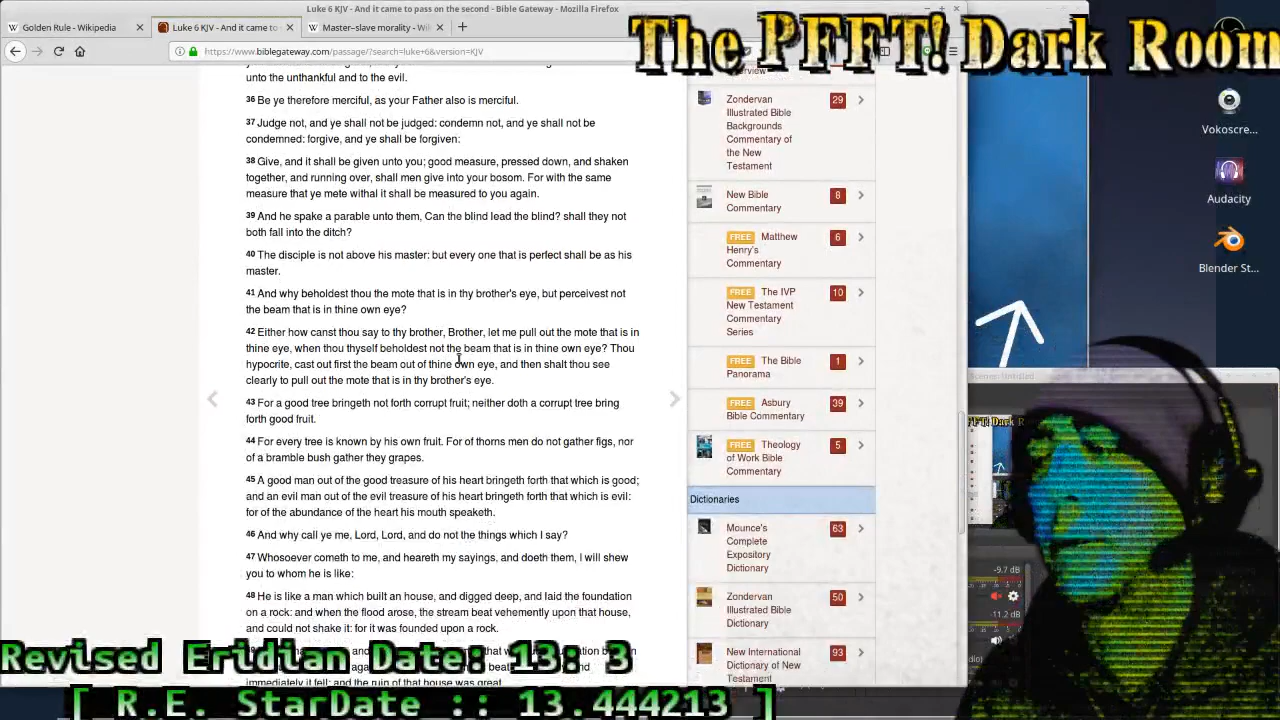 Luke 6 KJV - And it came to pass on the second - Bible Gateway - Mozilla Firefox
The PFFT! Dark Room
Golden Rule - Wikipedia
Luke 6 KJV - And it came to
Master–slave morality - Wik
https://www.biblegateway.com/passage/?search=luke+6&version=KJV
unto the unthankful and to the evil.
36 Be ye therefore merciful, as your Father also is merciful.
37 Judge not, and ye shall not be judged: condemn not, and ye shall not be
condemned: forgive, and ye shall be forgiven:
38 Give, and it shall be given unto you; good measure, pressed down, and shaken
together, and running over, shall men give into your bosom. For with the same
measure that ye mete withal it shall be measured to you again.
39 And he spake a parable unto them, Can the blind lead the blind? shall they not
both fall into the ditch?
40 The disciple is not above his master: but every one that is perfect shall be as his
master.
41 And why beholdest thou the mote that is in thy brother's eye, but perceivest not
the beam that is in thine own eye?
42 Either how canst thou say to thy brother, Brother, let me pull out the mote that is in
thine eye, when thou thyself beholdest not the beam that is in thine own eye? Thou
hypocrite, cast out first the beam out of thine own eye, and then shalt thou see
clearly to pull out the mote that is in thy brother's eye.
43 For a good tree bringeth not forth corrupt fruit; neither doth a corrupt tree bring
forth good fruit.
44 For every tree is known by his own fruit. For of thorns men do not gather figs, nor
of a bramble bush gather they grapes.
45 A good man out of the good treasure of his heart bringeth forth that which is good;
and an evil man out of the evil treasure of his heart bringeth forth that which is evil:
for of the abundance of the heart his mouth speaketh.
46 And why call ye me, Lord, Lord, and do not the things which I say?
47 Whosoever cometh to me, and heareth my sayings, and doeth them, I will shew
you to whom he is like:
48 He is like a man which built an house, and digged deep, and laid the foundation
on a rock: and when the flood arose, the stream beat vehemently upon that house,
and could not shake it: for it was founded upon a rock.
immediately it fell; and the ruin of that house was great.
Overview
Zondervan
Illustrated Bible
Backgrounds
Commentary of
the New
Testament
29
New Bible
Commentary
8
FREE Matthew
Henry's
Commentary
6
FREE The IVP
New Testament
Commentary
Series
10
FREE The Bible
Panorama
1
FREE Asbury
Bible Commentary
39
FREE Theology
of Work Bible
Commentary
5
Dictionaries
Mounce's
Complete
Expository
Dictionary
63
Zondervan
Illustrated Bible
Dictionary
50
New International
Dictionary of New
Testament
93
Vokoscre...
Audacity
Blender St...
-9.7 dB
-11.2 dB